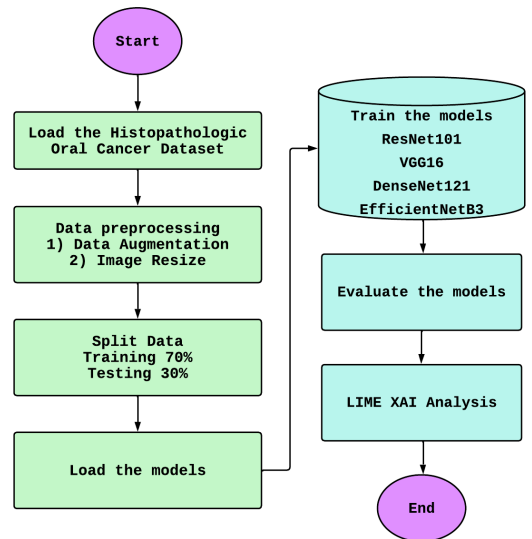 Start
Load the Histopathologic
Oral Cancer Dataset
Data preprocessing
1) Data Augmentation
2) Image Resize
Split Data
Training 70%
Testing 30%
Load the models
Train the models
ResNet101
VGG16
DenseNet121
EfficientNetB3
Evaluate the models
LIME XAI Analysis
End